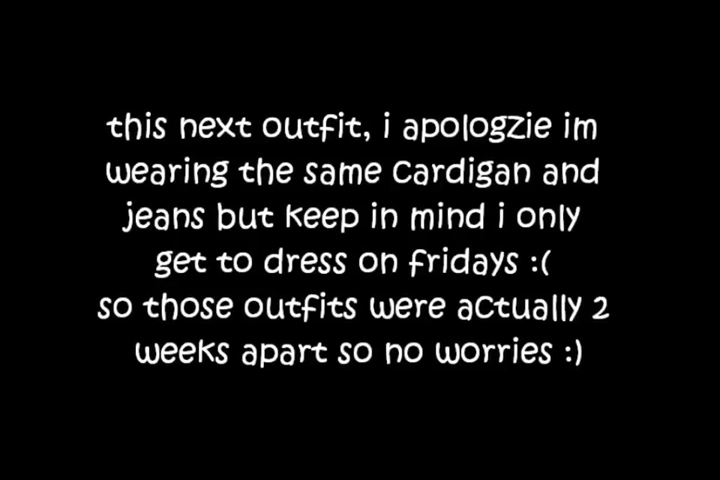 this next outfit, i apologzie im
wearing the same cardigan and
jeans but keep in mind i only
get to dress on fridays :(
so those outfits were actually 2
weeks apart so no worries :)